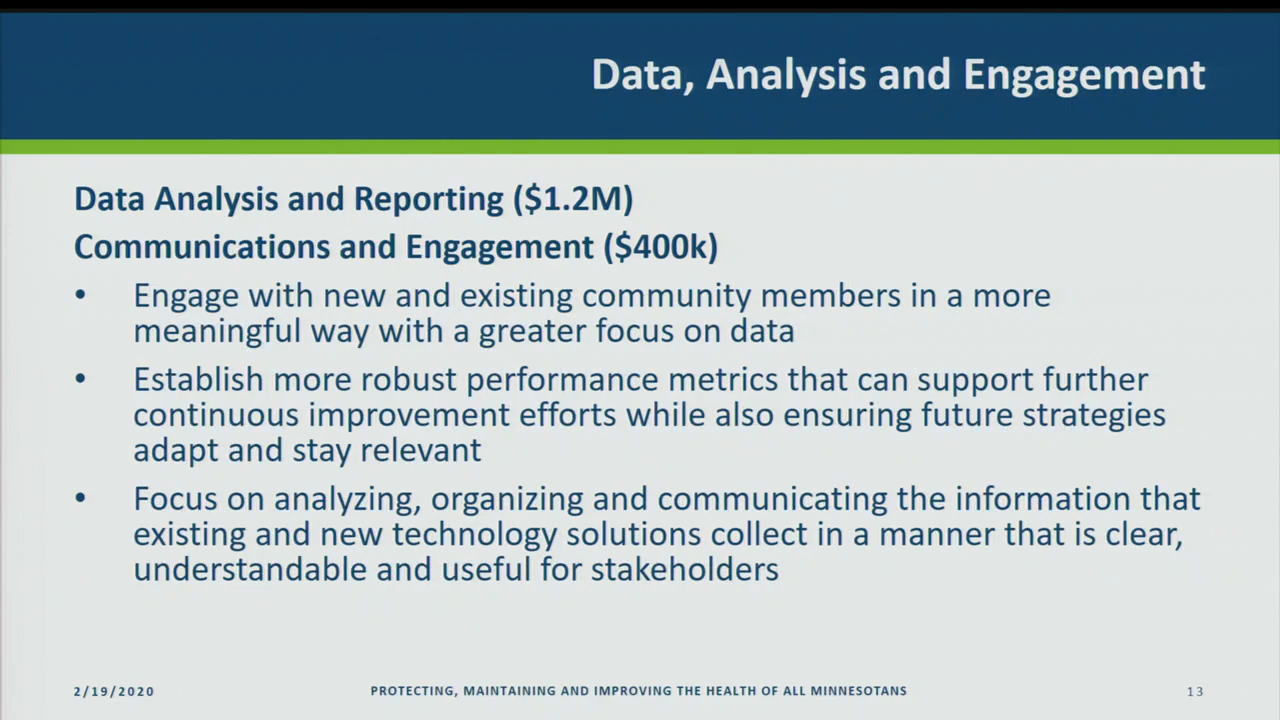 Data, Analysis and Engagement
Data Analysis and Reporting ($1.2M)
Communications and Engagement ($400k)
• Engage with new and existing community members in a more
meaningful way with a greater focus on data
• Establish more robust performance metrics that can support further
continuous improvement efforts while also ensuring future strategies
adapt and stay relevant
• Focus on analyzing, organizing and communicating the information that
existing and new technology solutions collect in a manner that is clear,
understandable and useful for stakeholders
2/19/2020
PROTECTING, MAINTAINING AND IMPROVING THE HEALTH OF ALL MINNESOTANS
13